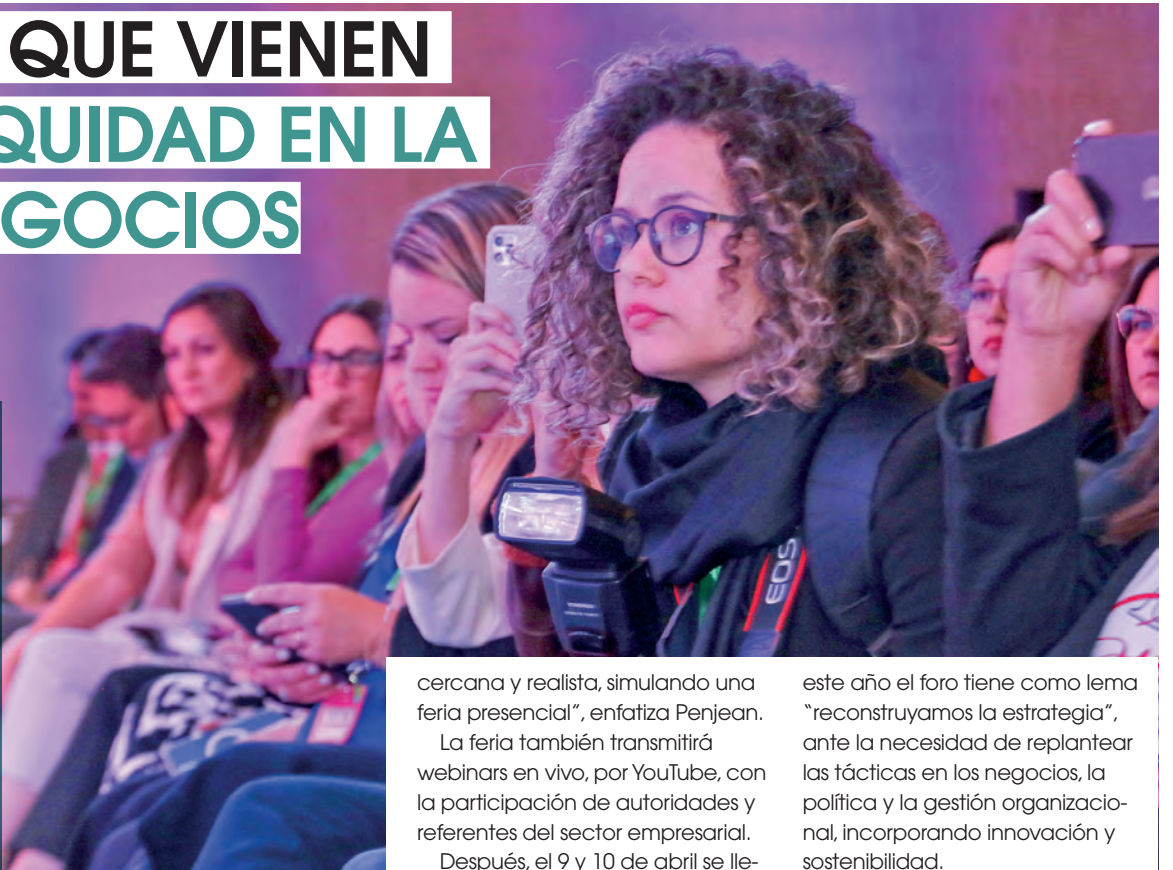 QUE VIENEN
QUIDAD EN LA
GOCIOS
EOS
cercana y realista, simulando una
feria presencial”, enfatiza Penjean.
La feria también transmitirá
webinars en vivo, por YouTube, con
la participación de autoridades y
referentes del sector empresarial.
Después, el 9 y 10 de abril se lle-
este año el foro tiene como lema
“reconstruyamos la estrategia”,
ante la necesidad de replantear
las tácticas en los negocios, la
política y la gestión organizacio-
nal, incorporando innovación y
sostenibilidad.